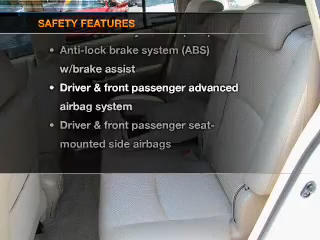 SAFETY FEATURES
• Anti-lock brake system (ABS)
w/brake assist
• Driver & front passenger advanced
airbag system
• Driver & front passenger seat-
mounted side airbags